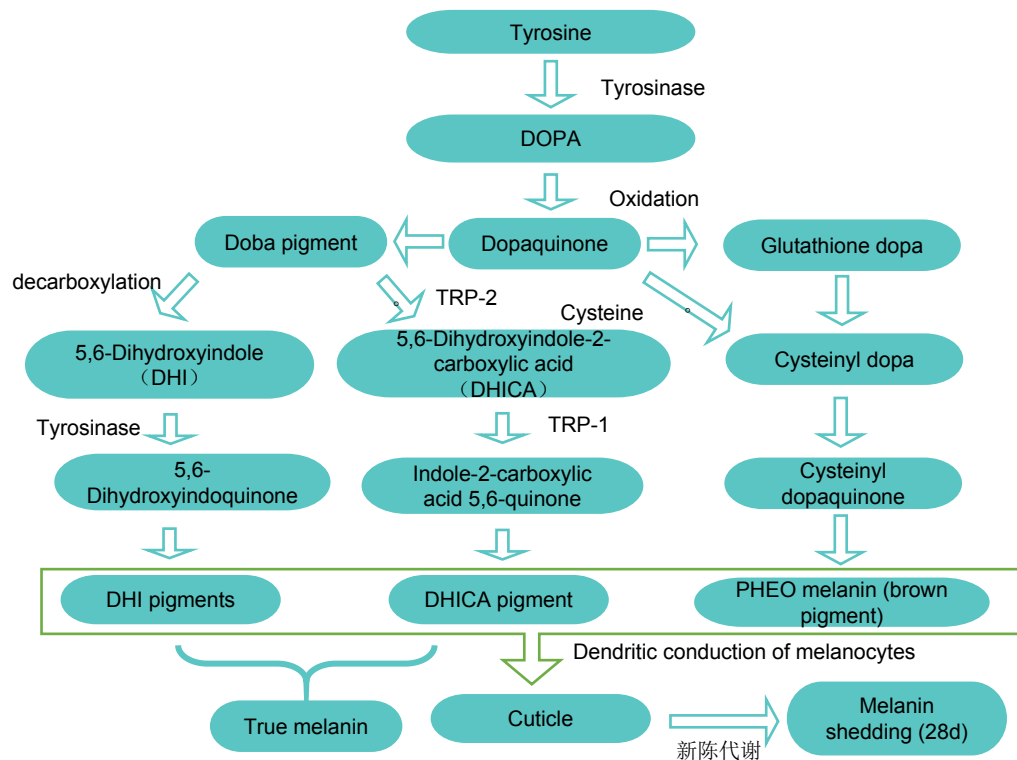 Tyrosine
Tyrosinase
DOPA
Oxidation
Doba pigment
Dopaquinone
Glutathione dopa
decarboxylation
TRP-2
Cysteine
5,6-Dihydroxyindole
（DHI）
5,6-Dihydroxyindole-2-
carboxylic acid
（DHICA）
Cysteinyl dopa
Tyrosinase
TRP-1
5,6-
Dihydroxyindoquinone
Indole-2-carboxylic
acid 5,6-quinone
Cysteinyl
dopaquinone
DHI pigments
DHICA pigment
PHEO melanin (brown
pigment)
Dendritic conduction of melanocytes
True melanin
Cuticle
新陈代谢
Melanin
shedding (28d)